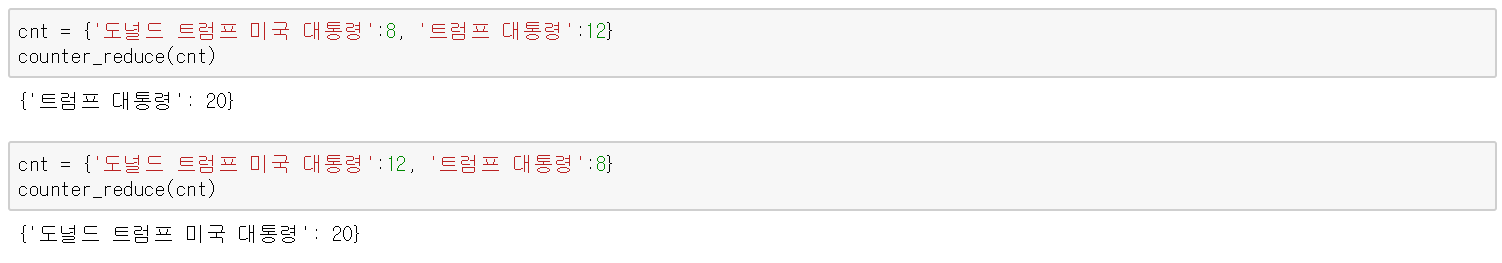 cnt = {'도널드 트럼프 미국 대통령':8, '트럼프 대통령':12}
counter_reduce(cnt)
{'트럼프 대통령': 20}
cnt = {'도널드 트럼프 미국 대통령':12, '트럼프 대통령':8}
counter_reduce(cnt)
{'도널드 트럼프 미국 대통령': 20}